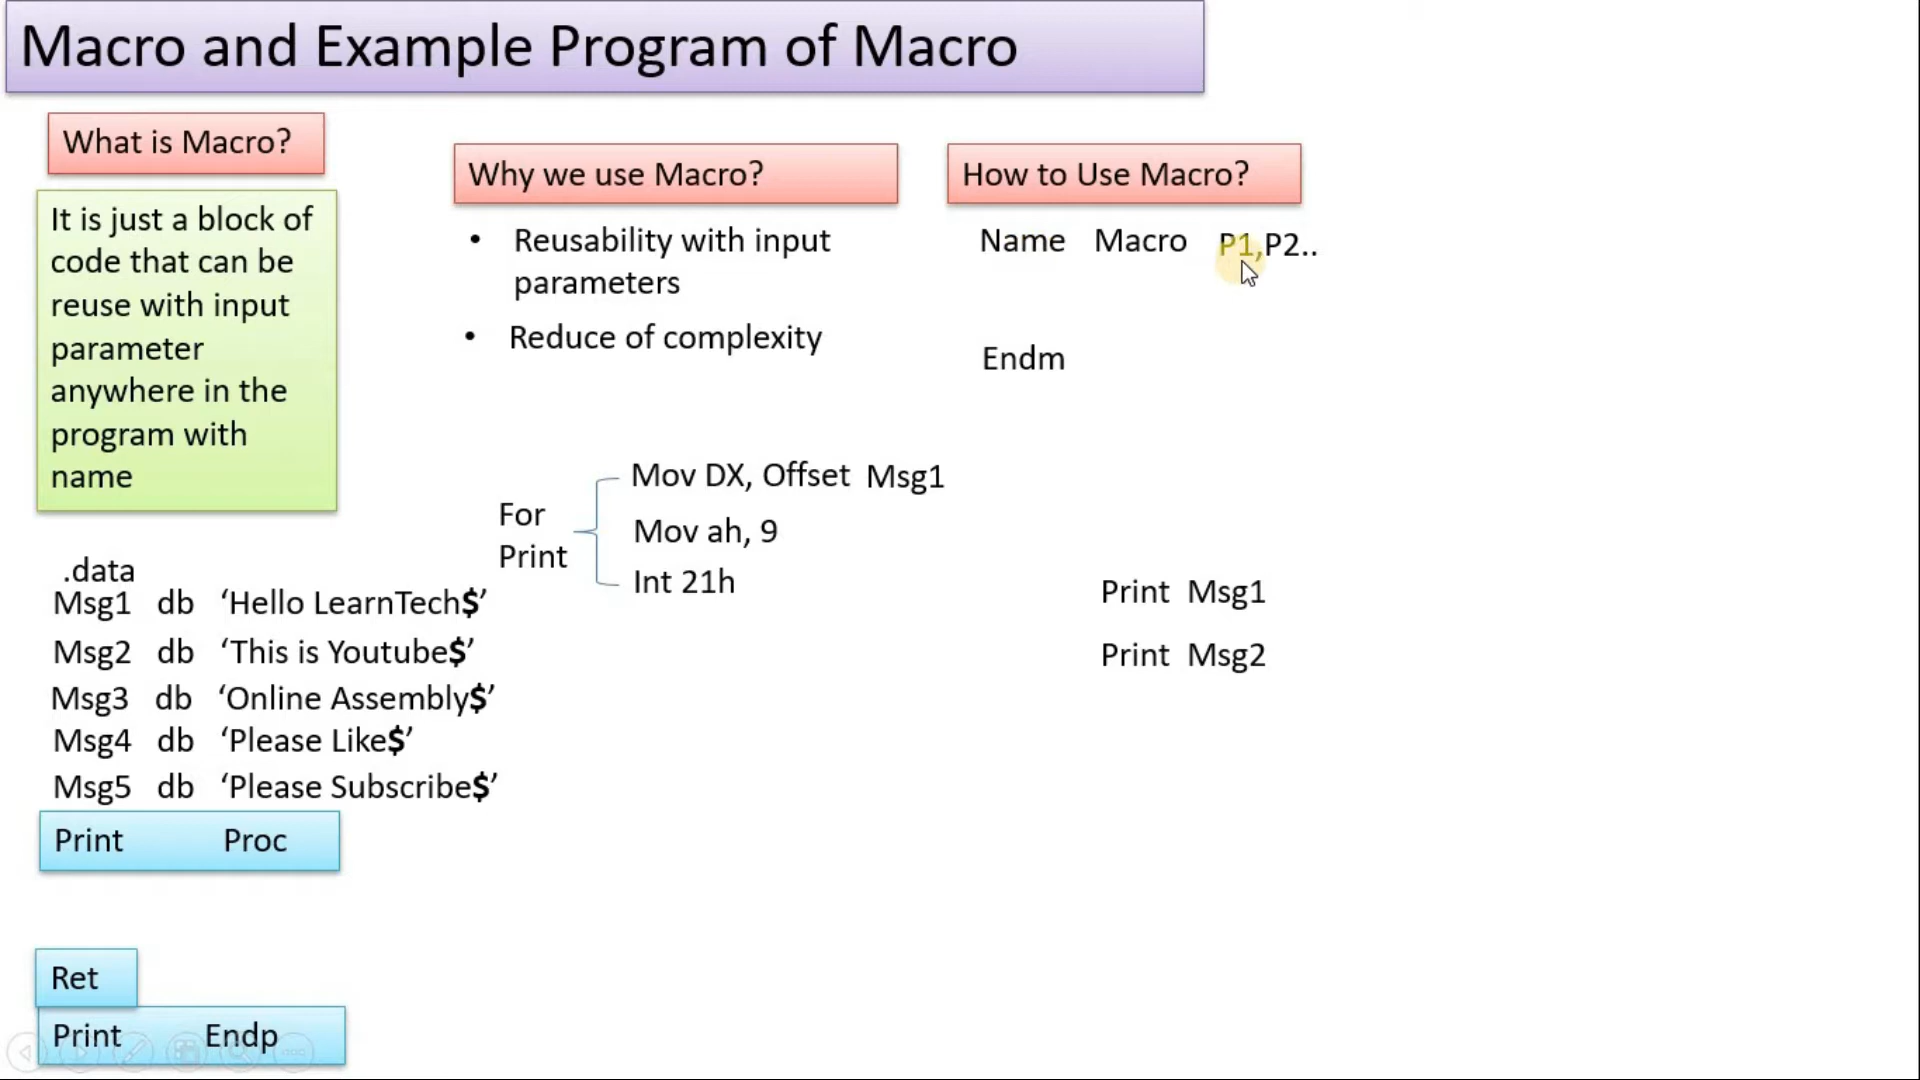 Macro and Example Program of Macro
What is Macro?
It is just a block of
code that can be
reuse with input
parameter
anywhere in the
program with
name
Why we use Macro?
• Reusability with input
parameters
• Reduce of complexity
How to Use Macro?
Name Macro P1,P2..
Endm
For
Print
Mov DX, Offset Msg1
Mov ah, 9
Int 21h
.data
Msg1 db ‘Hello LearnTech$’
Msg2 db ‘This is Youtube$’
Msg3 db ‘Online Assembly$’
Msg4 db ‘Please Like$’
Msg5 db ‘Please Subscribe$’
Print Msg1
Print Msg2
Print Proc
Ret
Print Endp